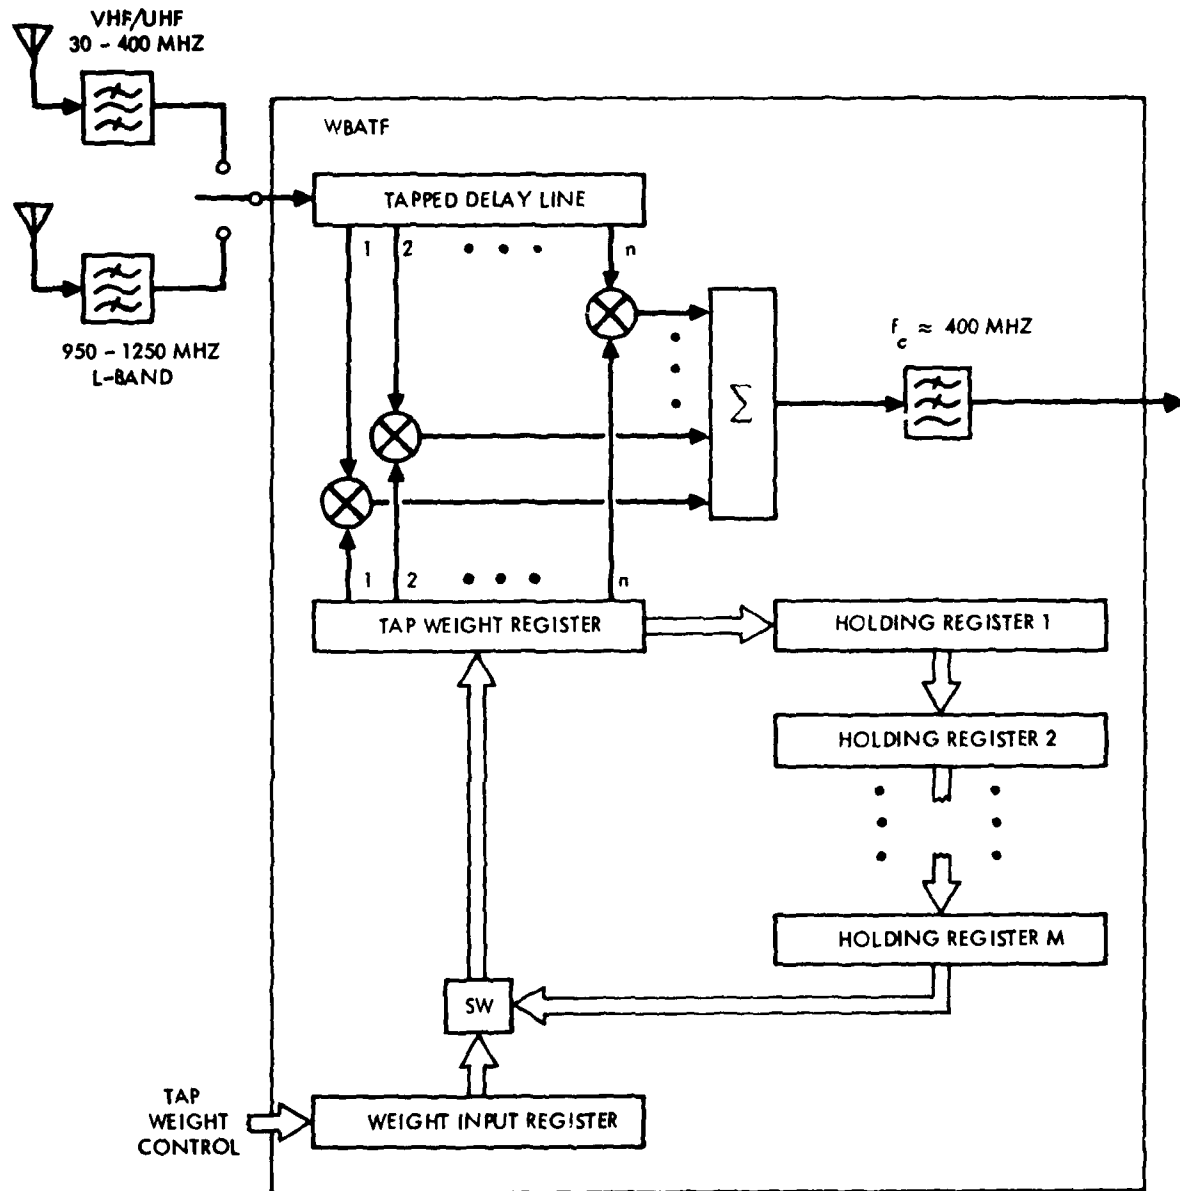 VHF/UHF
30 - 400 MHZ
WBATF
TAPPED DELAY LINE
1 2 n
950 - 1250 MHZ
L-BAND
f_c ≈ 400 MHZ
Σ
1 2 n
TAP WEIGHT REGISTER
HOLDING REGISTER 1
HOLDING REGISTER 2
HOLDING REGISTER M
SW
TAP
WEIGHT
CONTROL
WEIGHT INPUT REGISTER